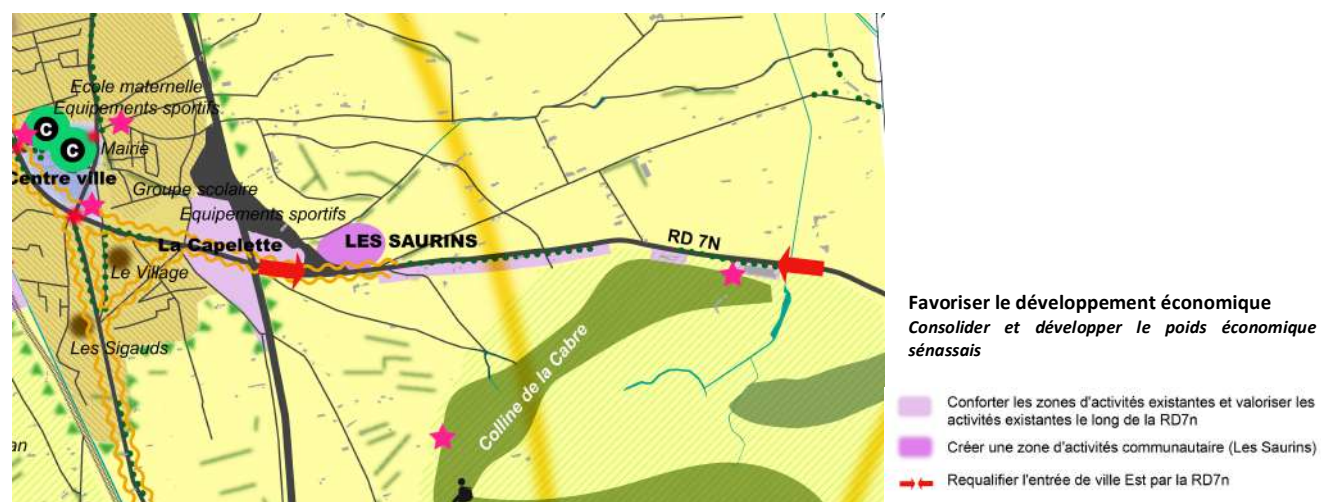 Ecole maternelle
Equipements sportifs
C
C
Mairie
Centre ville
Groupe scolaire
Equipements sportifs
La Capelette
LES SAURINS
RD 7N
Le Village
Les Sigauds
Colline de la Cabre
an
Favoriser le développement économique
Consolider et développer le poids économique
sénassais
Conforter les zones d'activités existantes et valoriser les
activités existantes le long de la RD7n
Créer une zone d'activités communautaire (Les Saurins)
Requalifier l'entrée de ville Est par la RD7n